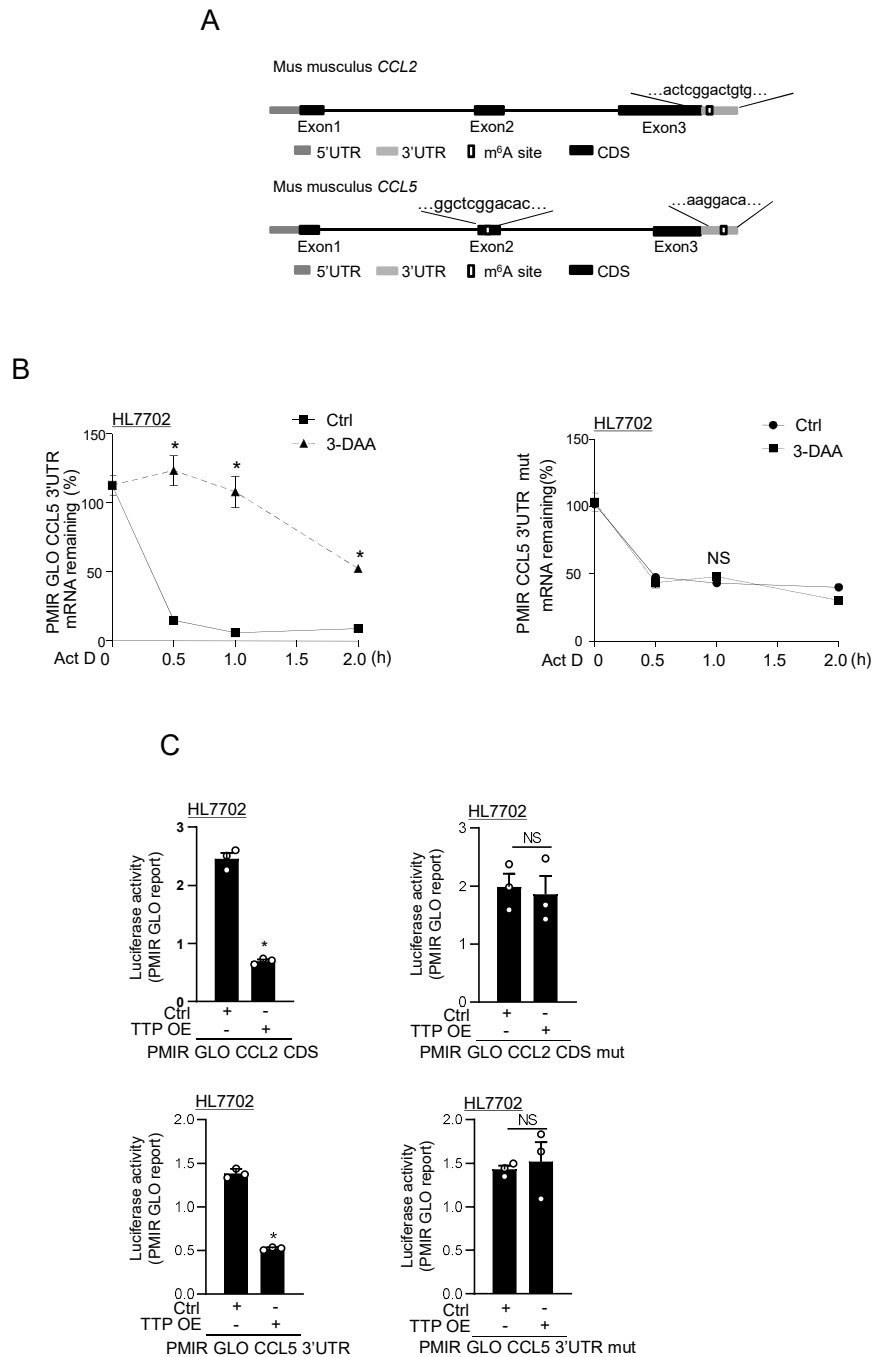 A
Mus musculus CCL2
…actcggactgtg…
Exon1 Exon2 Exon3
5'UTR 3'UTR m⁶A site CDS
Mus musculus CCL5
…ggctcggacac… …aaggaca…
Exon1 Exon2 Exon3
5'UTR 3'UTR m⁶A site CDS
B
HL7702
Ctrl
3-DAA
PMIR GLO CCL5 3'UTR
mRNA remaining (%)
150
100
50
0
* * *
Act D 0 0.5 1.0 1.5 2.0 (h)
HL7702
Ctrl
3-DAA
PMIR CCL5 3'UTR mut
mRNA remaining(%)
150
100
50
0
NS
Act D 0 0.5 1.0 1.5 2.0 (h)
C
HL7702
Luciferase activity
(PMIR GLO report)
3
2
1
0
*
Ctrl + -
TTP OE - +
PMIR GLO CCL2 CDS
HL7702
Luciferase activity
(PMIR GLO report)
3
2
1
0
NS
Ctrl + -
TTP OE - +
PMIR GLO CCL2 CDS mut
HL7702
Luciferase activity
(PMIR GLO report)
2.0
1.5
1.0
0.5
0.0
*
Ctrl + -
TTP OE - +
PMIR GLO CCL5 3'UTR
HL7702
Luciferase activity
(PMIR GLO report)
2.0
1.5
1.0
0.5
0.0
NS
Ctrl + -
TTP OE - +
PMIR GLO CCL5 3'UTR mut